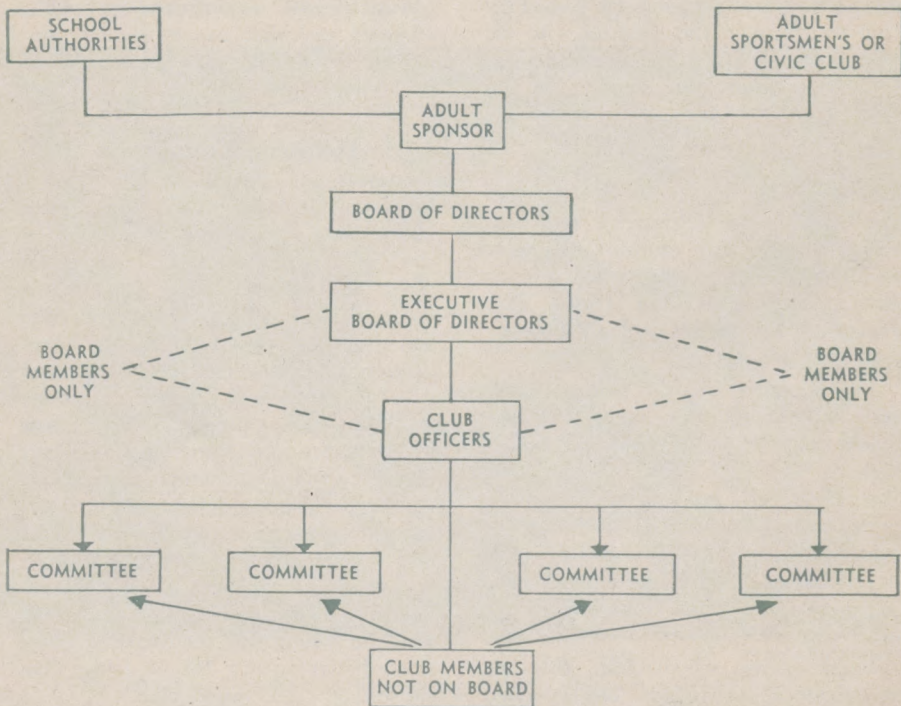 SCHOOL
AUTHORITIES
ADULT
SPORTSMEN'S OR
CIVIC CLUB
ADULT
SPONSOR
BOARD OF DIRECTORS
EXECUTIVE
BOARD OF DIRECTORS
BOARD
MEMBERS
ONLY
BOARD
MEMBERS
ONLY
CLUB
OFFICERS
COMMITTEE
COMMITTEE
COMMITTEE
COMMITTEE
CLUB MEMBERS
NOT ON BOARD